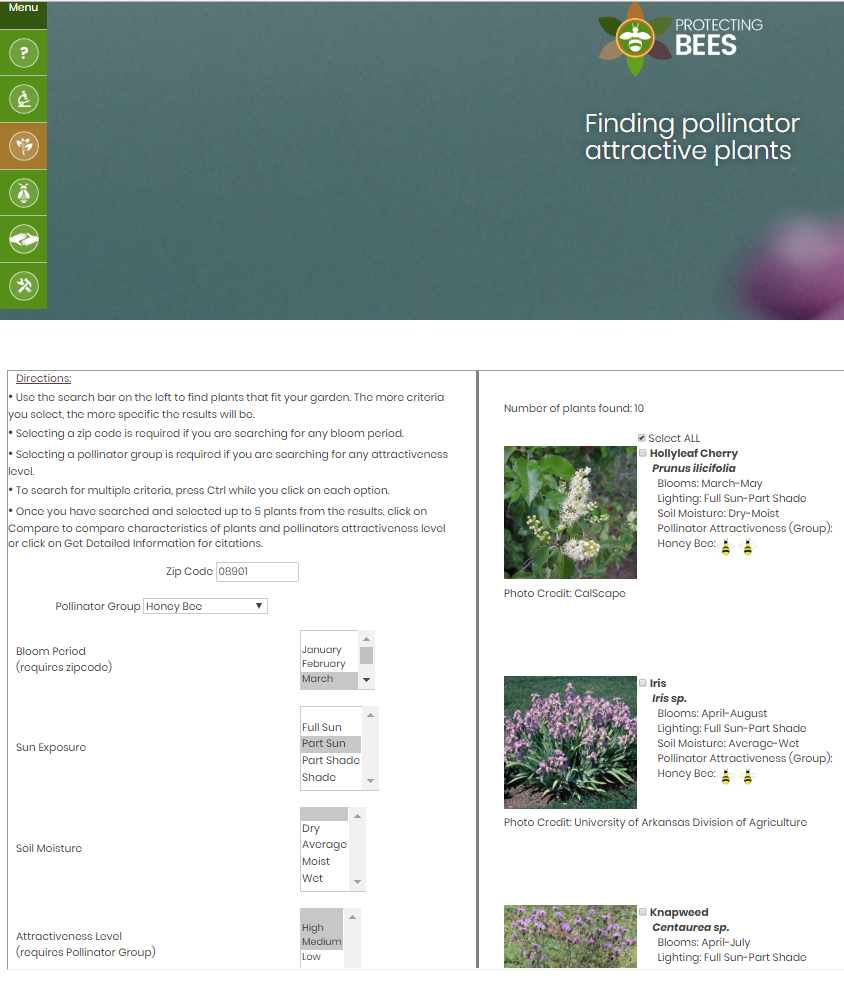 Menu
?
PROTECTING
BEES
Finding pollinator
attractive plants
Directions:
• Use the search bar on the left to find plants that fit your garden. The more criteria
you select, the more specific the results will be.
• Selecting a zip code is required if you are searching for any bloom period.
• Selecting a pollinator group is required if you are searching for any attractiveness
level.
• To search for multiple criteria, press Ctrl while you click on each option.
• Once you have searched and selected up to 5 plants from the results, click on
Compare to compare characteristics of plants and pollinators attractiveness level
or click on Get Detailed Information for citations.
Zip Code 08901
Pollinator Group Honey Bee
Bloom Period
(requires zipcode)
January
February
March
Sun Exposure
Full Sun
Part Sun
Part Shade
Shade
Soil Moisture
Dry
Average
Moist
Wet
Attractiveness Level
(requires Pollinator Group)
High
Medium
Low
Number of plants found: 10
Select ALL
Hollyleaf Cherry
Prunus ilicifolia
Blooms: March-May
Lighting: Full Sun-Part Shade
Soil Moisture: Dry-Moist
Pollinator Attractiveness (Group):
Honey Bee:
Photo Credit: CalScape
Iris
Iris sp.
Blooms: April-August
Lighting: Full Sun-Part Shade
Soil Moisture: Average-Wet
Pollinator Attractiveness (Group):
Honey Bee:
Photo Credit: University of Arkansas Division of Agriculture
Knapweed
Centaurea sp.
Blooms: April-July
Lighting: Full Sun-Part Shade